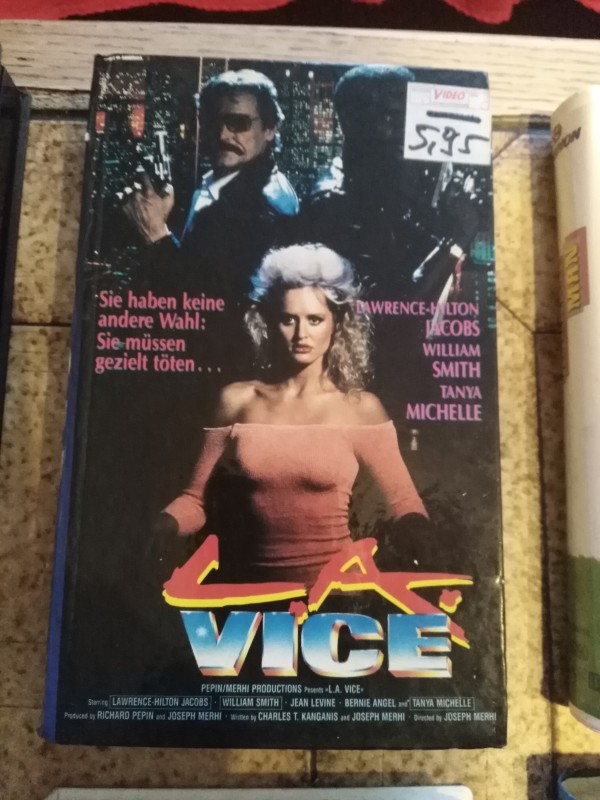 VIDEO
5,95
Sie haben keine
andere Wahl:
Sie müssen
gezielt töten...
LAWRENCE-HILTON
JACOBS
WILLIAM
SMITH
TANYA
MICHELLE
L.A.
VICE
PEPIN/MERHI PRODUCTIONS Presents »L.A. VICE«
Starring LAWRENCE-HILTON JACOBS · WILLIAM SMITH · JEAN LEVINE · BERNIE ANGEL and TANYA MICHELLE
Produced by RICHARD PEPIN and JOSEPH MERHI · Written by CHARLES T. KANGANIS and JOSEPH MERHI · Directed by JOSEPH MERHI